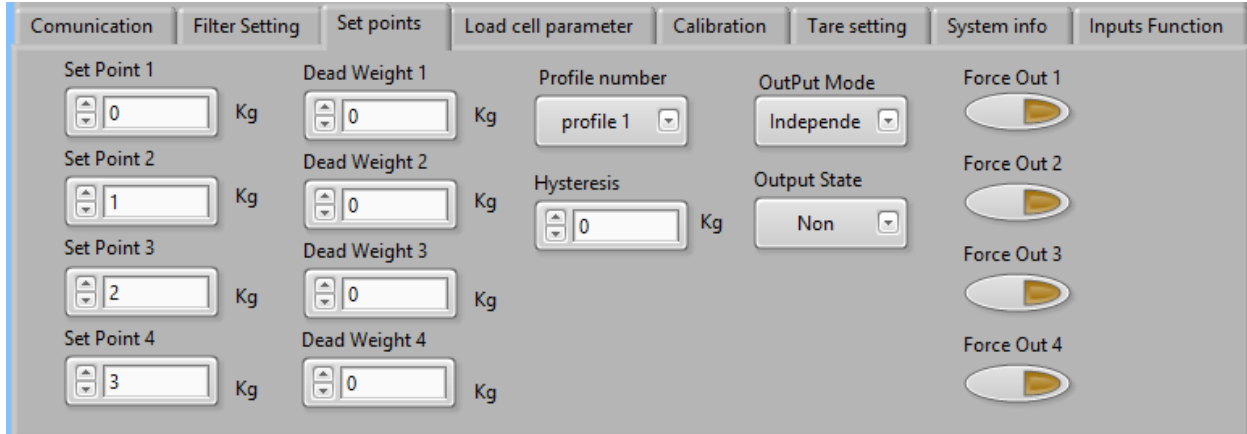 Comunication Filter Setting Set points Load cell parameter Calibration Tare setting System info Inputs Function
Set Point 1 Dead Weight 1 Profile number OutPut Mode Force Out 1
0 Kg 0 Kg profile 1 Independe
Set Point 2 Dead Weight 2 Hysteresis Output State Force Out 2
1 Kg 0 Kg 0 Kg Non
Set Point 3 Dead Weight 3 Force Out 3
2 Kg 0 Kg
Set Point 4 Dead Weight 4 Force Out 4
3 Kg 0 Kg